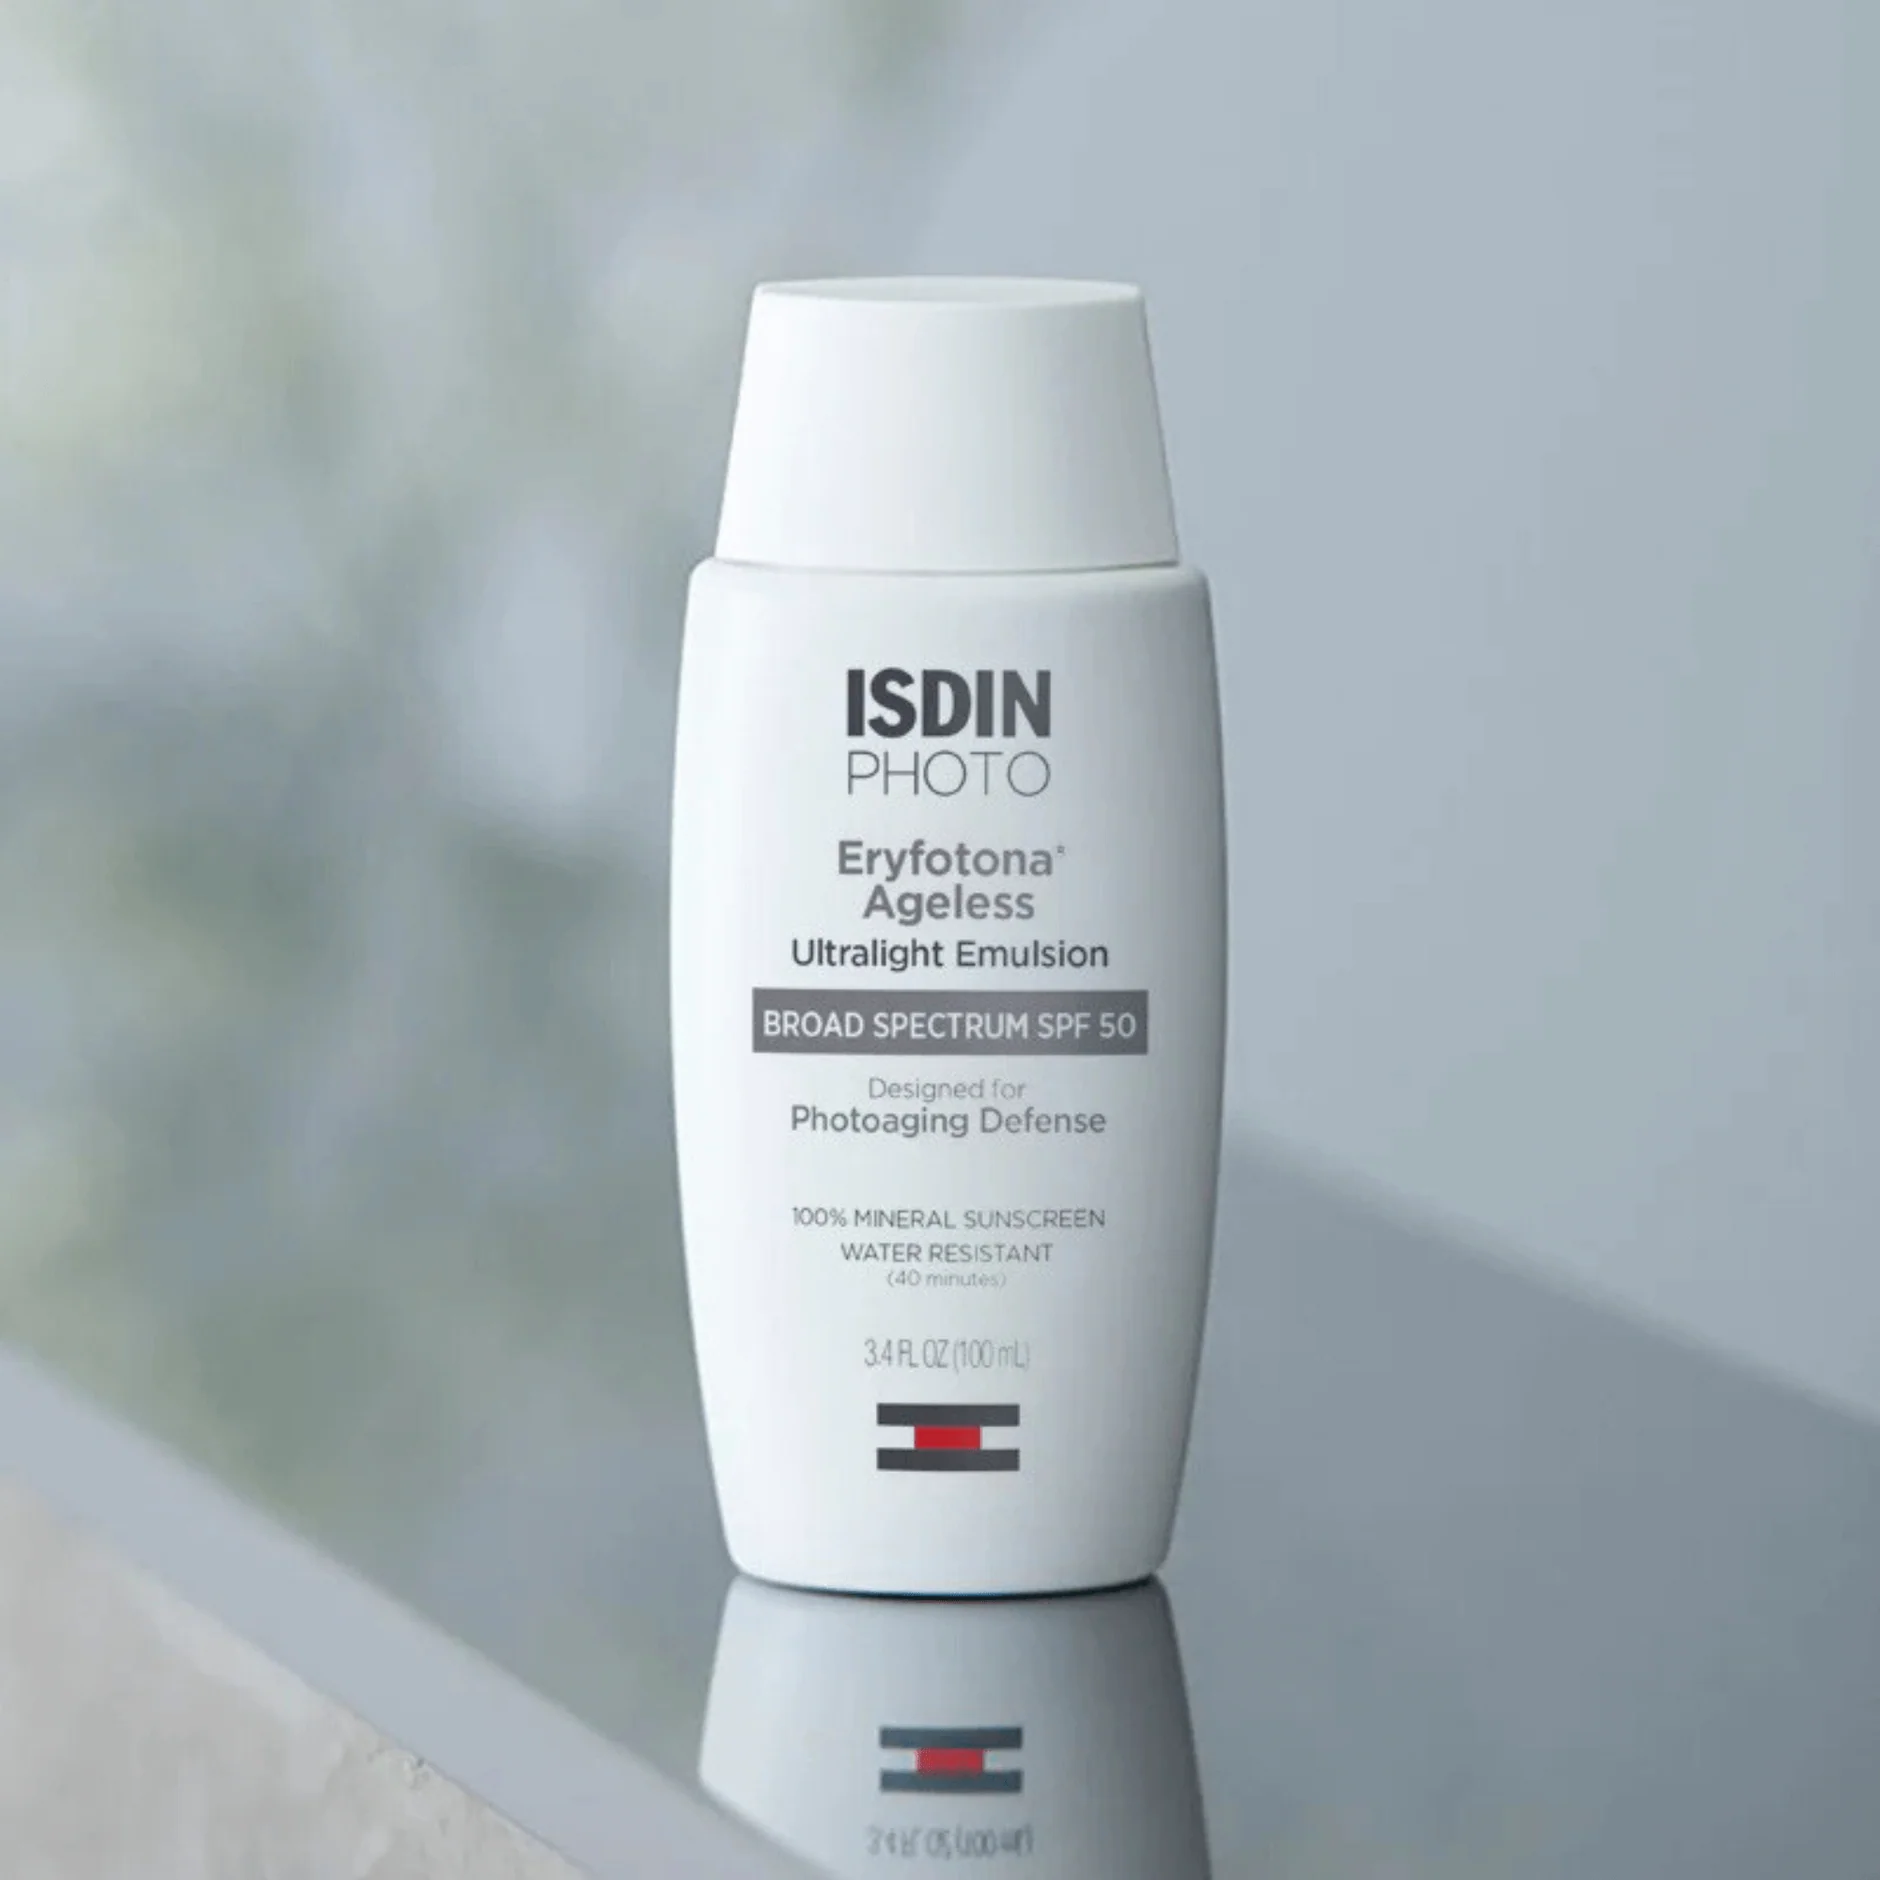 ISDIN
PHOTO
Eryfotona®
Ageless
Ultralight Emulsion
BROAD SPECTRUM SPF 50
Designed for
Photoaging Defense
100% MINERAL SUNSCREEN
WATER RESISTANT
(40 minutes)
3.4 FL OZ (100 mL)